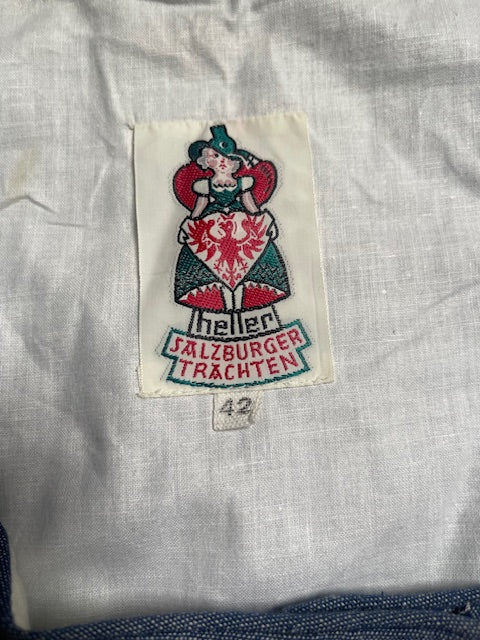 heller
SALZBURGER
TRACHTEN
42